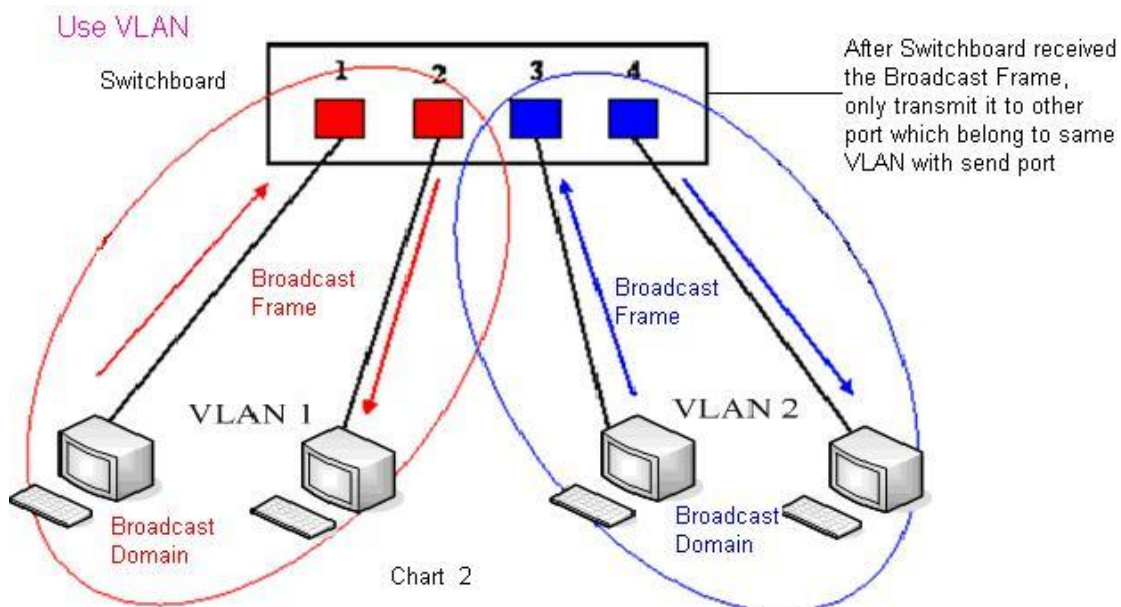 Use VLAN
Switchboard
1 2 3 4
After Switchboard received
the Broadcast Frame,
only transmit it to other
port which belong to same
VLAN with send port
Broadcast
Frame
Broadcast
Frame
VLAN 1
VLAN 2
Broadcast
Domain
Broadcast
Domain
Chart 2